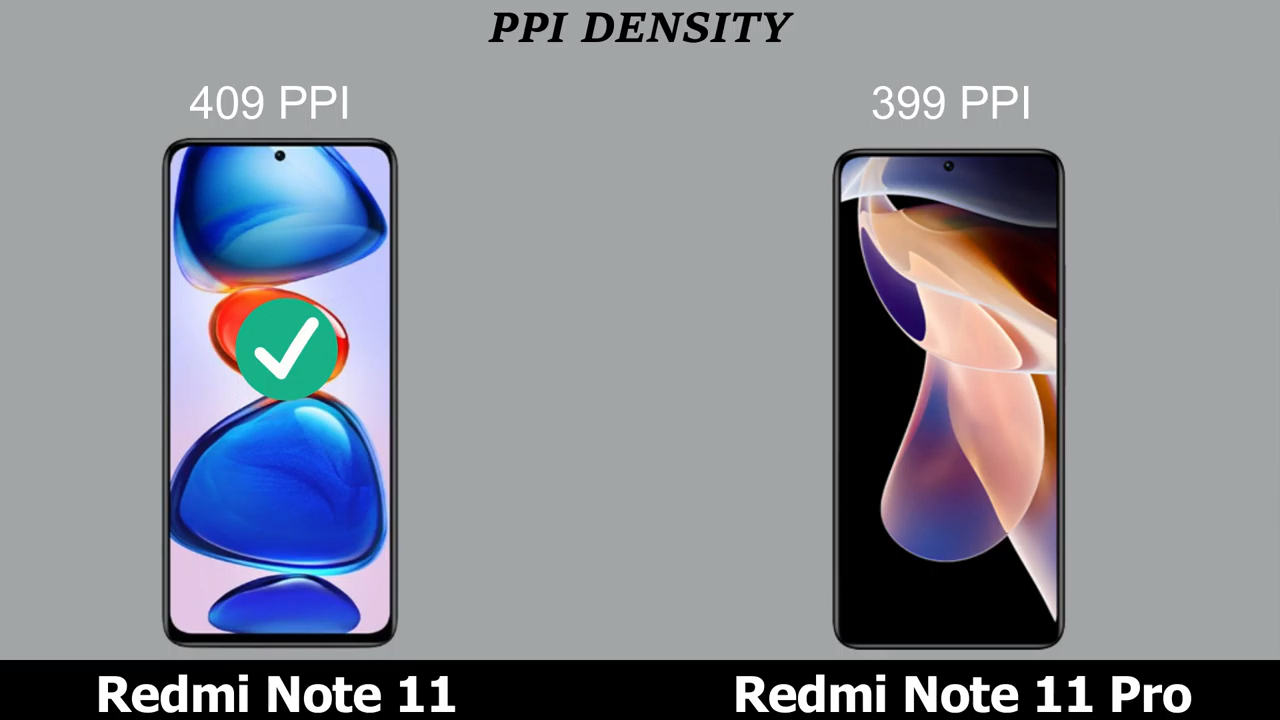 PPI DENSITY
409 PPI
399 PPI
Redmi Note 11
Redmi Note 11 Pro